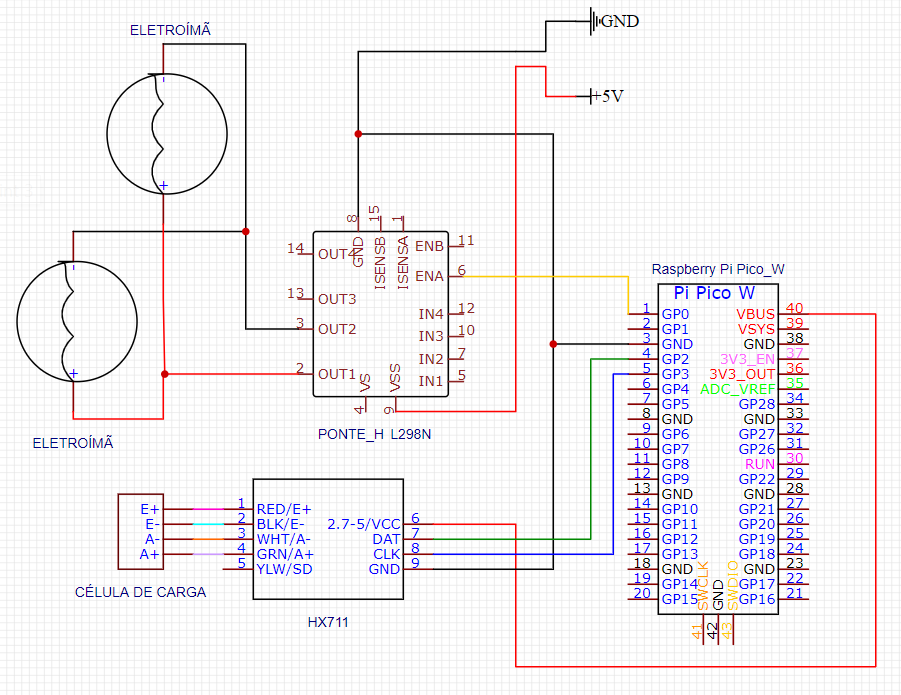 ELETROÍMÃ
-
+
GND
+5V
8
15
1
GND
ISENSB
ISENSA
14 OUT4
13 OUT3
3 OUT2
2 OUT1
ENB 11
ENA 6
IN4 12
IN3 10
IN2 7
IN1 5
VS
VSS
4
9
PONTE_H L298N
-
+
ELETROÍMÃ
Raspberry Pi Pico_W
Pi Pico W
1 GP0 VBUS 40
2 GP1 VSYS 39
3 GND GND 38
4 GP2 3V3_EN 37
5 GP3 3V3_OUT 36
6 GP4 ADC_VREF 35
7 GP5 GP28 34
8 GND GND 33
9 GP6 GP27 32
10 GP7 GP26 31
11 GP8 RUN 30
12 GP9 GP22 29
13 GND GND 28
14 GP10 GP21 27
15 GP11 GP20 26
16 GP12 GP19 25
17 GP13 GP18 24
18 GND GND 23
19 GP14 GP17 22
20 GP15 GP16 21
SWCLK
GND
SWDIO
41
42
43
E+
E-
A-
A+
CÉLULA DE CARGA
1 RED/E+
2 BLK/E-
3 WHT/A-
4 GRN/A+
5 YLW/SD
2.7-5/VCC 6
DAT 7
CLK 8
GND 9
HX711